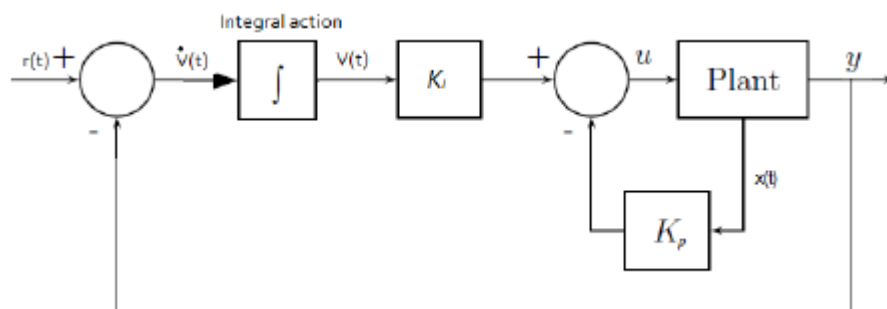 Integral action
r(t) +
V̇(t)
∫
V(t)
Kᵢ
+
u
Plant
y
-
-
x(t)
Kₚ